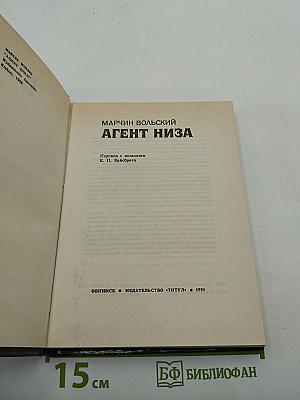 МАРЧИН ВОЛЬСКИЙ
АГЕНТ НИЗА
Перевод с польского
Е. П. Вайсброта
ОБНИНСК ● ИЗДАТЕЛЬСТВО «ТИТУЛ» ● 1991
15 см
БФ БИБЛИОФАН